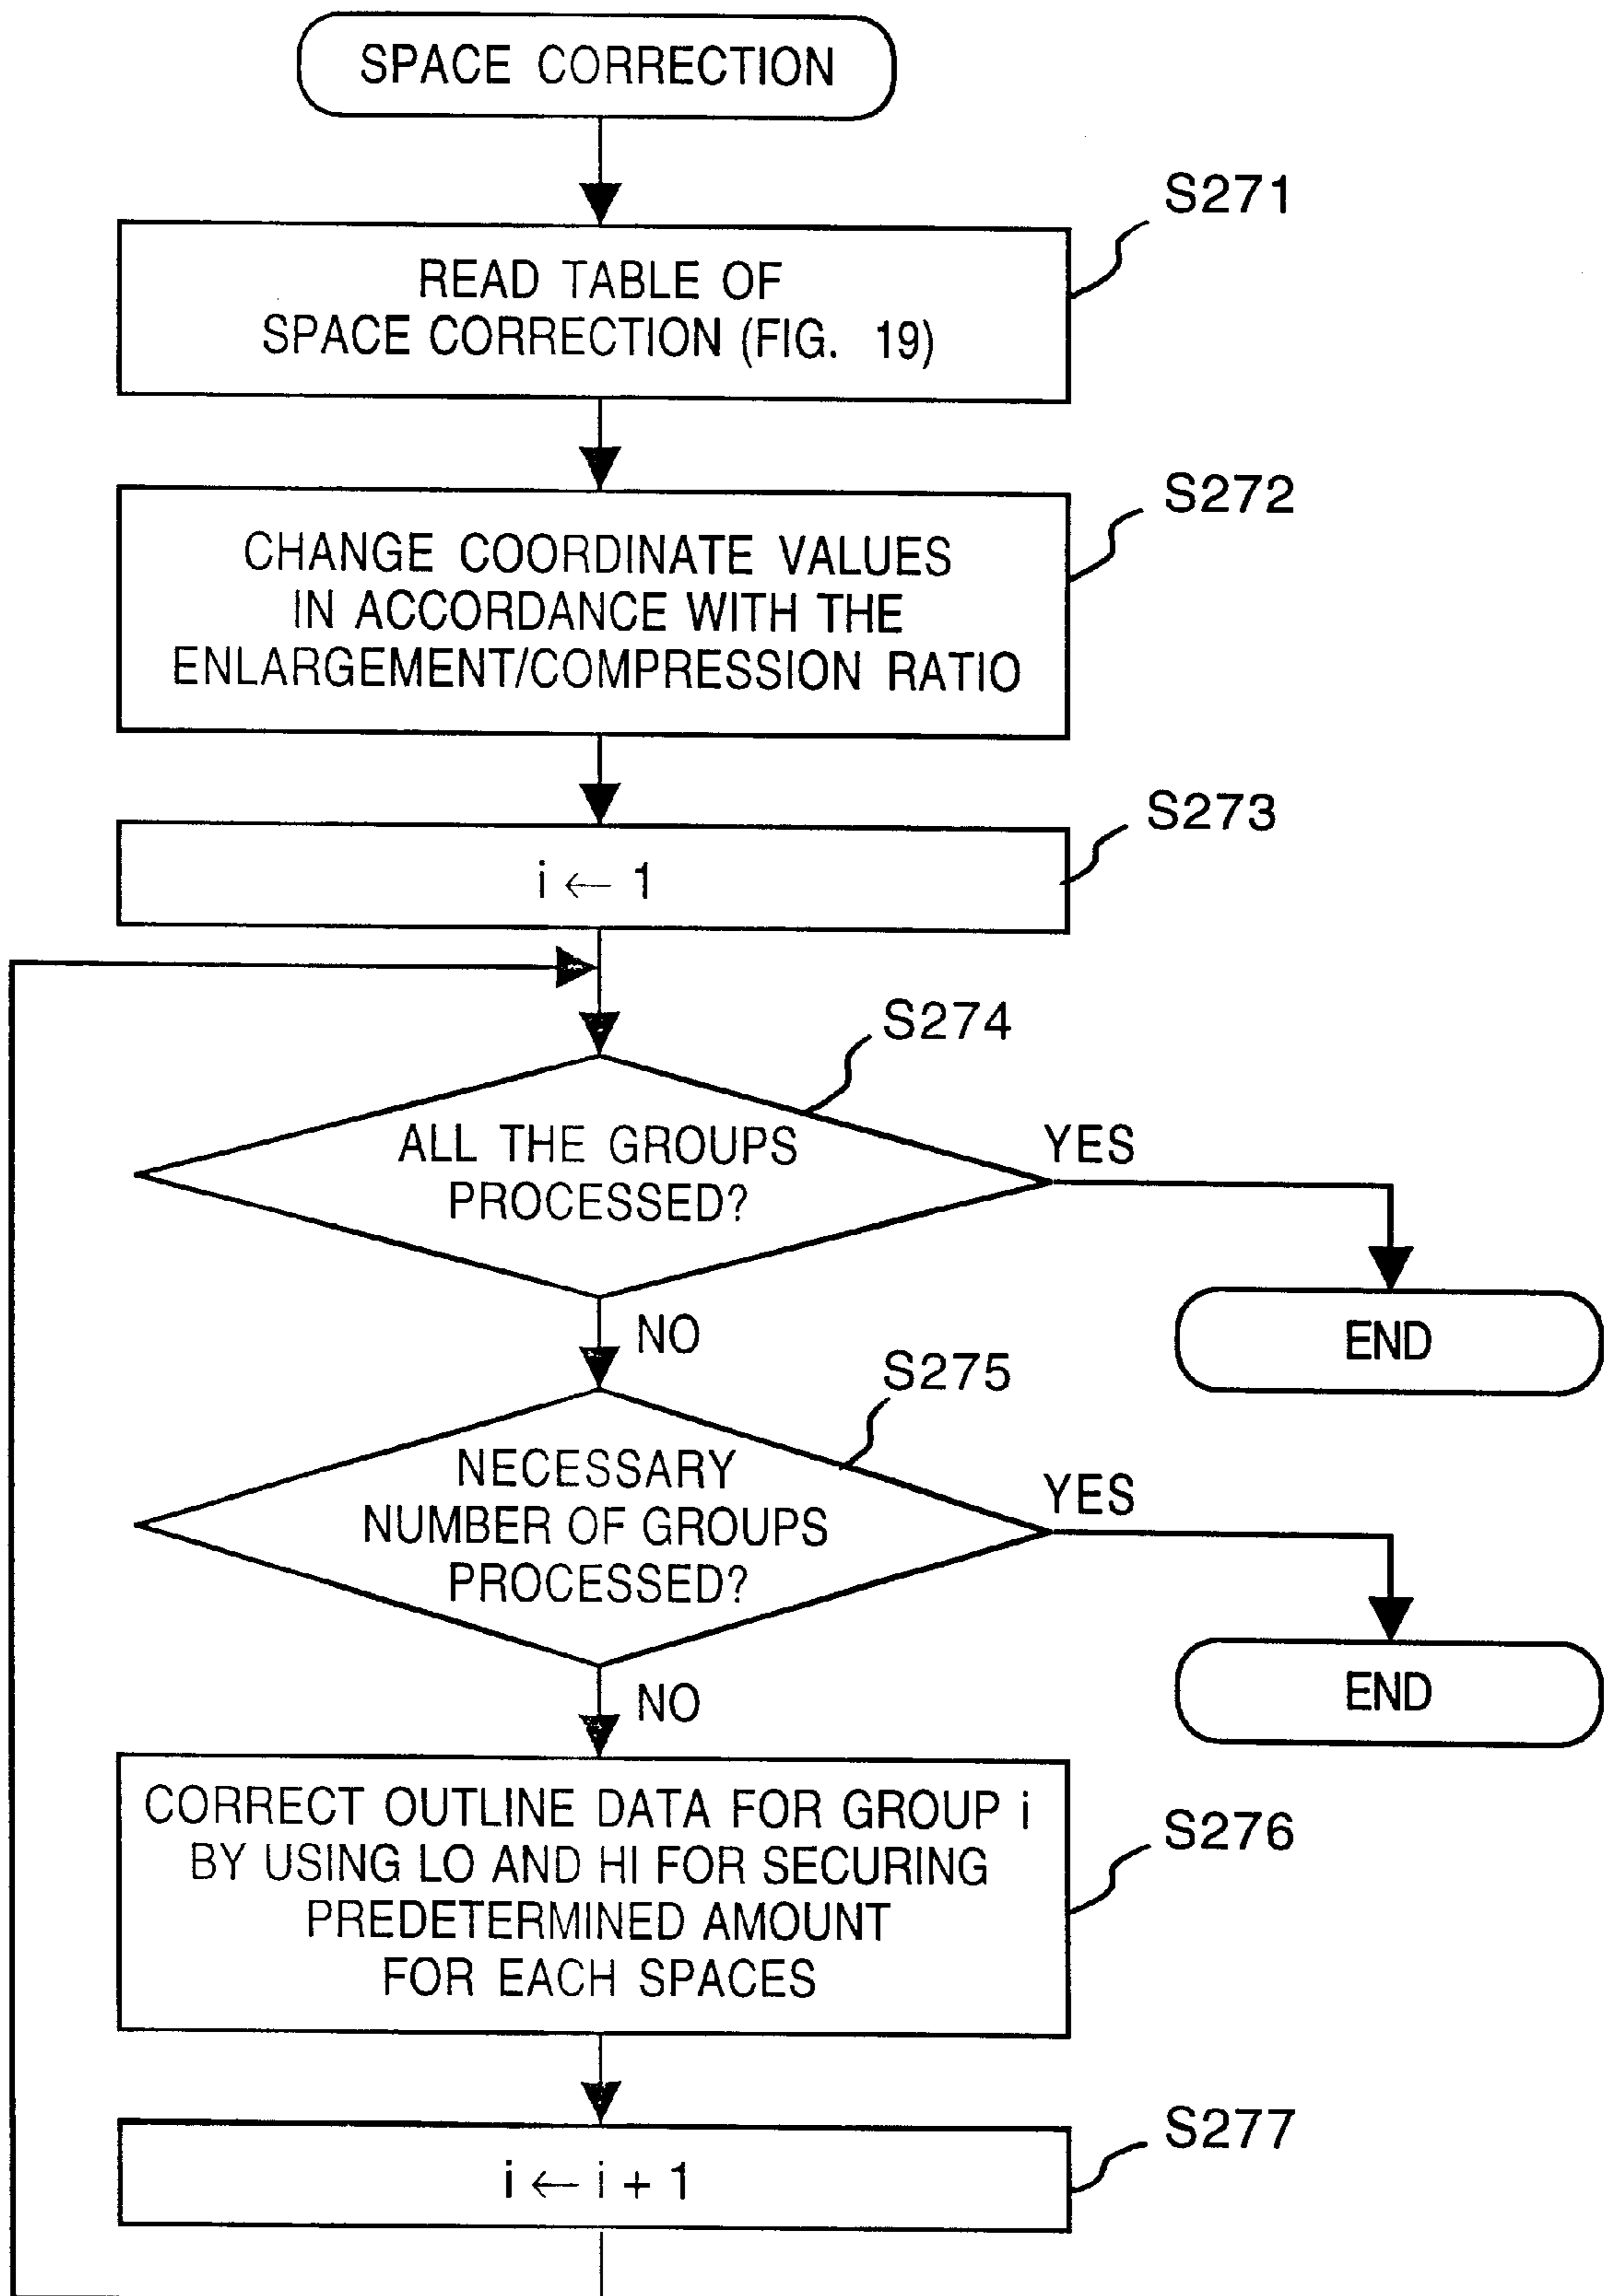 SPACE CORRECTION
S271
READ TABLE OF
SPACE CORRECTION (FIG. 19)
S272
CHANGE COORDINATE VALUES
IN ACCORDANCE WITH THE
ENLARGEMENT/COMPRESSION RATIO
S273
i ← 1
S274
ALL THE GROUPS
PROCESSED?
YES
END
NO
S275
NECESSARY
NUMBER OF GROUPS
PROCESSED?
YES
END
NO
S276
CORRECT OUTLINE DATA FOR GROUP i
BY USING LO AND HI FOR SECURING
PREDETERMINED AMOUNT
FOR EACH SPACES
S277
i ← i + 1